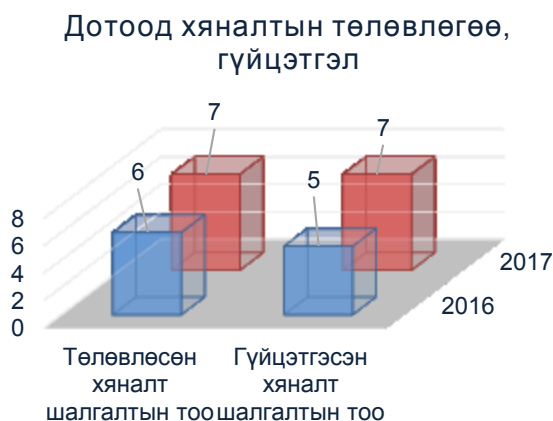 Дотоод хяналтын төлөвлөгөө,
гүйцэтгэл
7
7
6
5
8
6
4
2
0
2017
2016
Төлөвлөсөн
хяналт
шалгалтын тоо
Гүйцэтгэсэн
хяналт
шалгалтын тоо